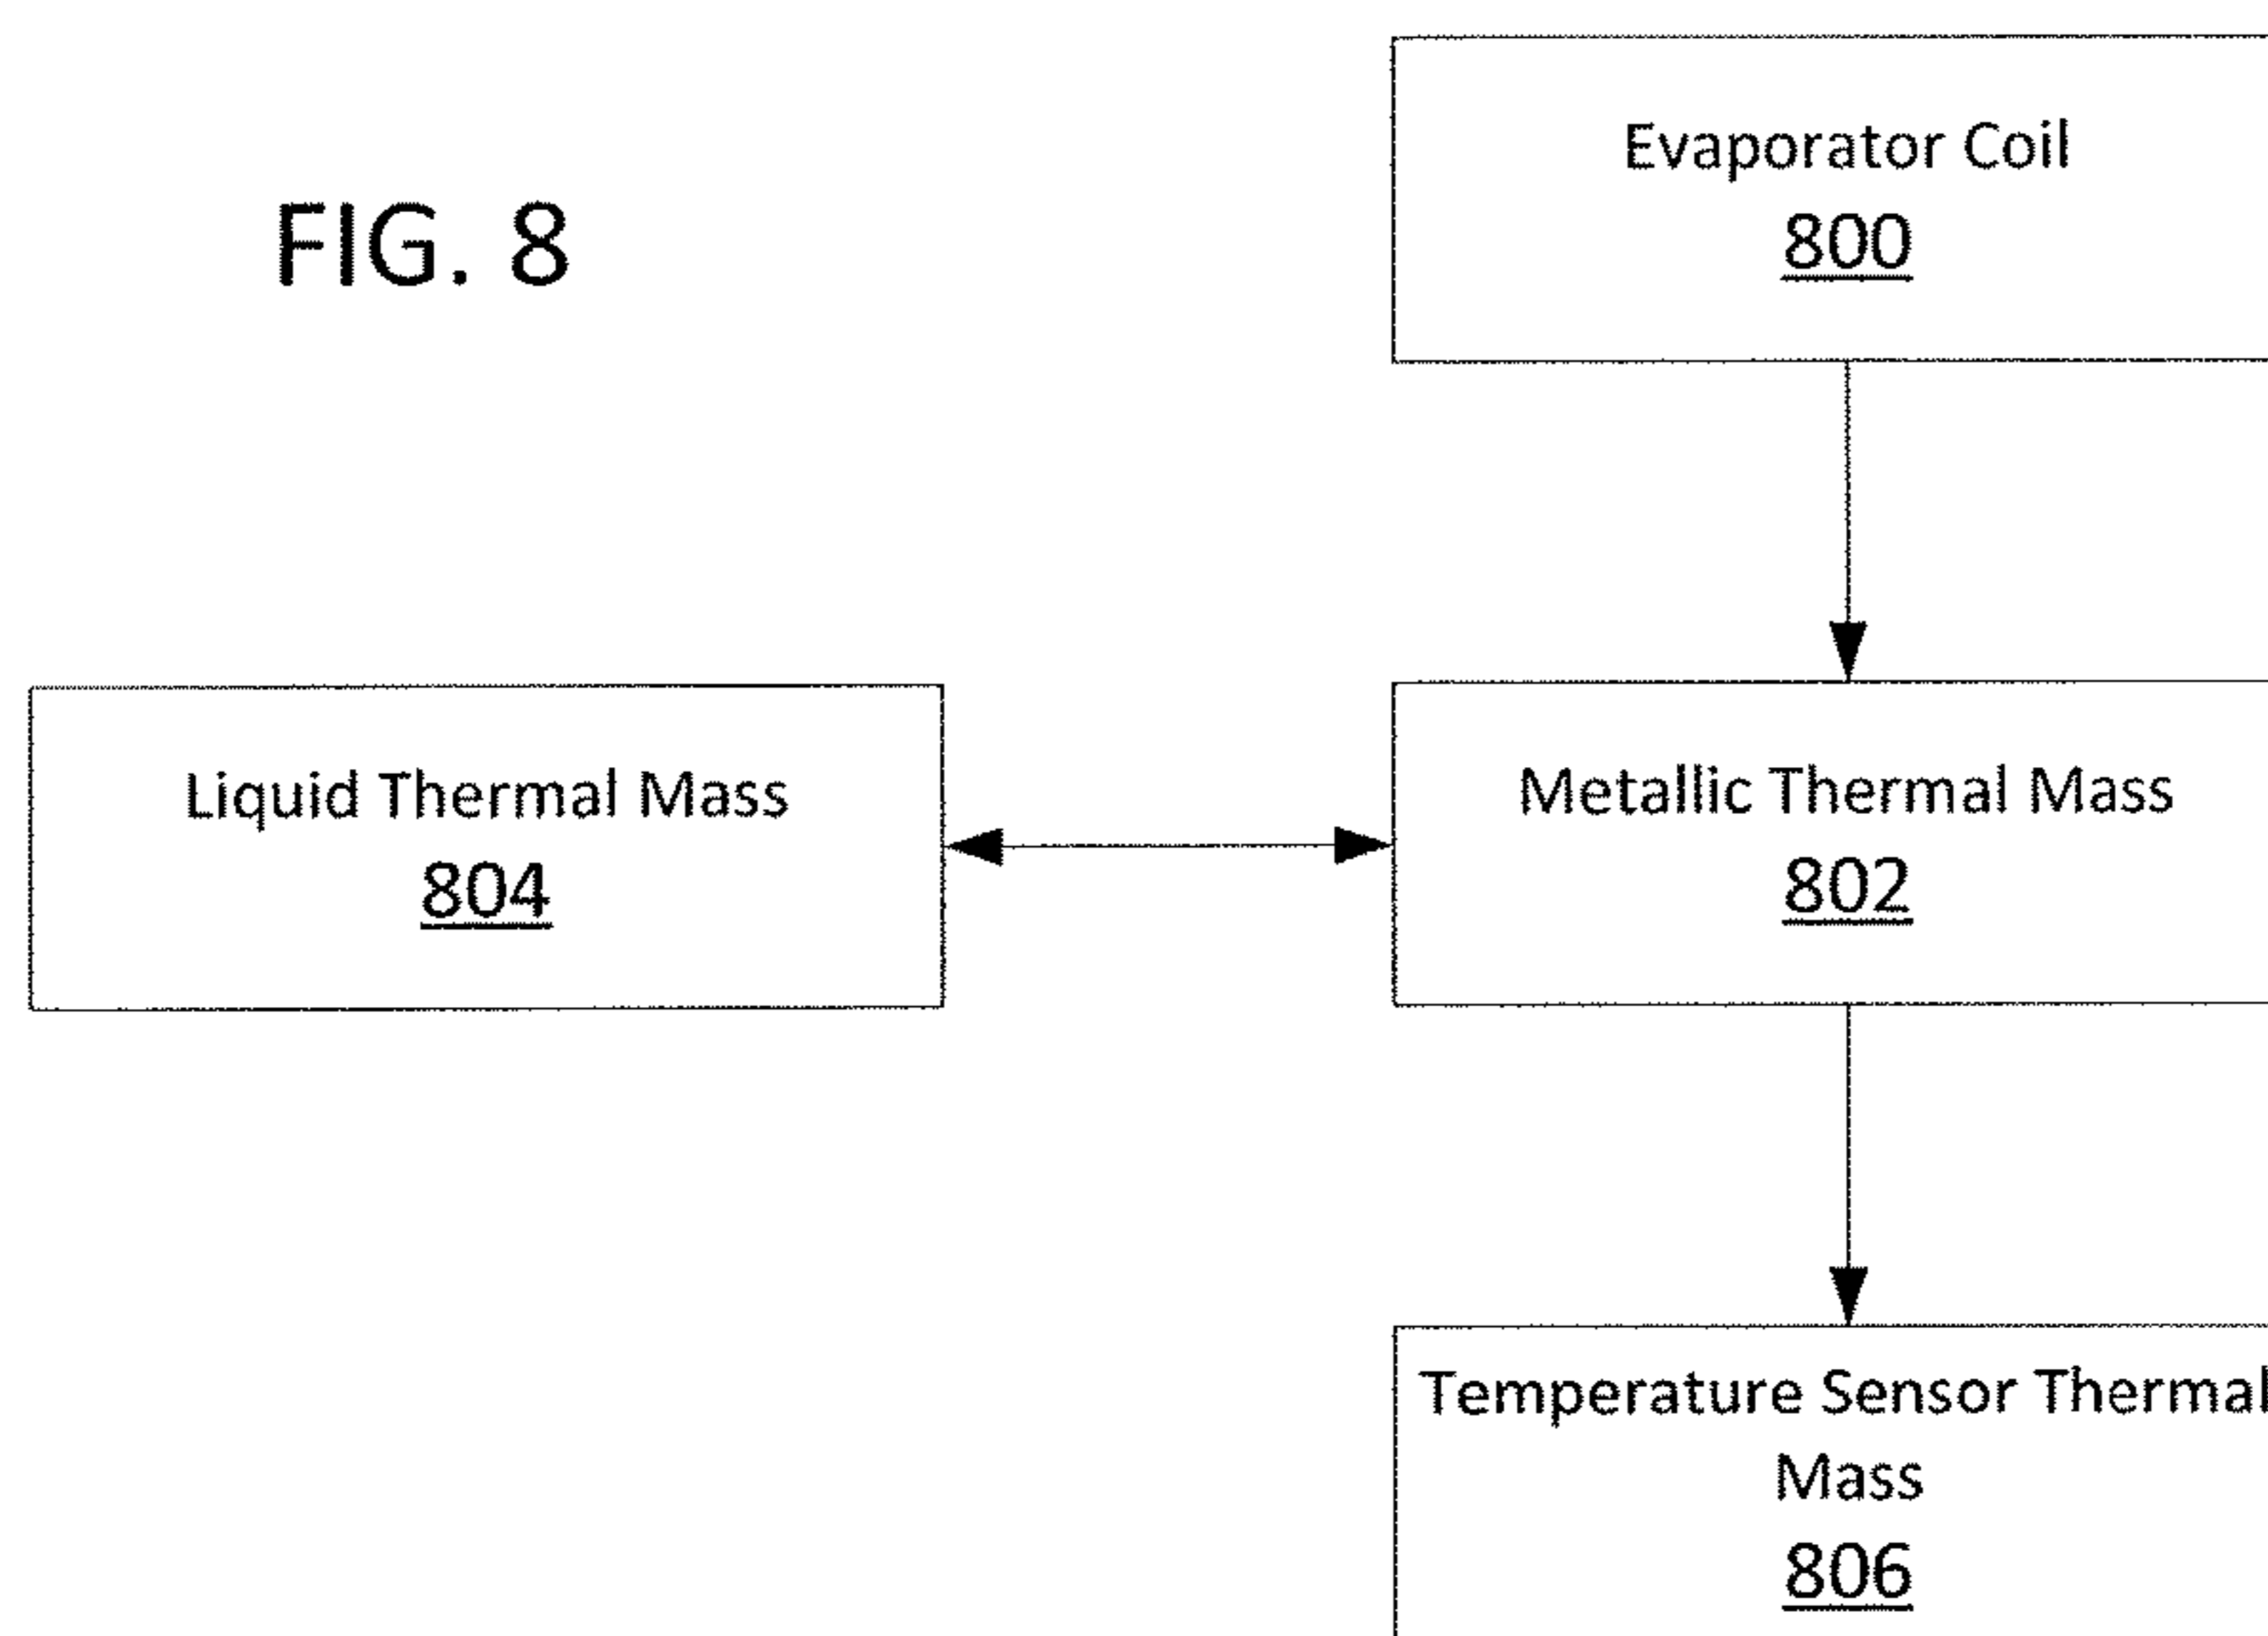 FIG. 8
Evaporator Coil
800
Liquid Thermal Mass
804
Metallic Thermal Mass
802
Temperature Sensor Thermal
Mass
806